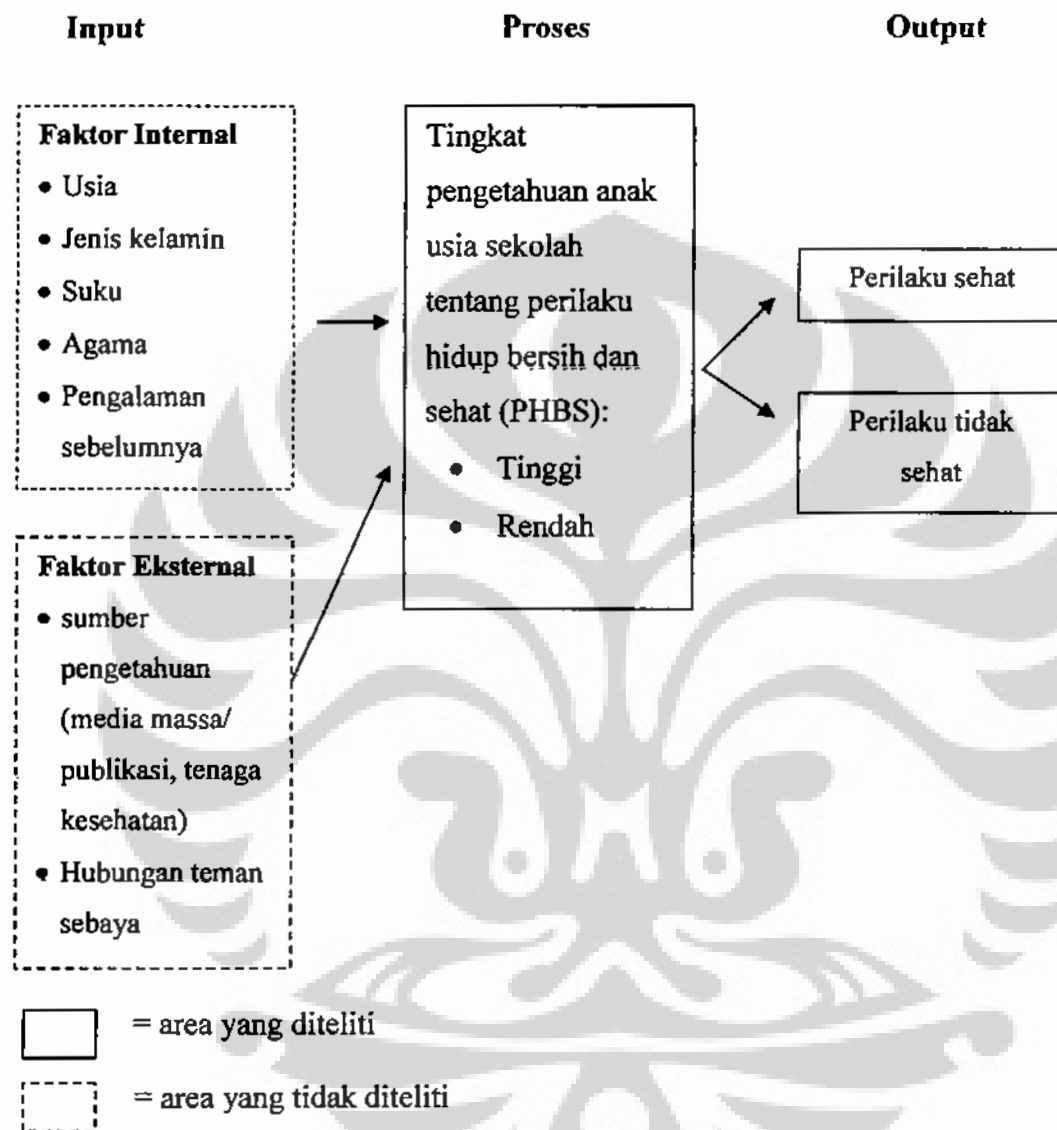 Input
Proses
Output
Faktor Internal
• Usia
• Jenis kelamin
• Suku
• Agama
• Pengalaman
sebelumnya
Faktor Eksternal
• sumber
pengetahuan
(media massa/
publikasi, tenaga
kesehatan)
• Hubungan teman
sebaya
Tingkat
pengetahuan anak
usia sekolah
tentang perilaku
hidup bersih dan
sehat (PHBS):
• Tinggi
• Rendah
Perilaku sehat
Perilaku tidak
sehat
= area yang diteliti
= area yang tidak diteliti